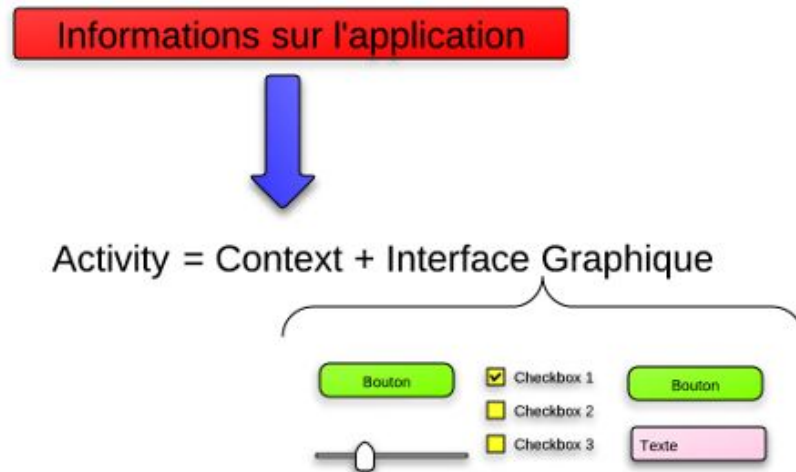 Informations sur l'application
Activity = Context + Interface Graphique
Bouton
Checkbox 1
Bouton
Checkbox 2
Checkbox 3
Texte